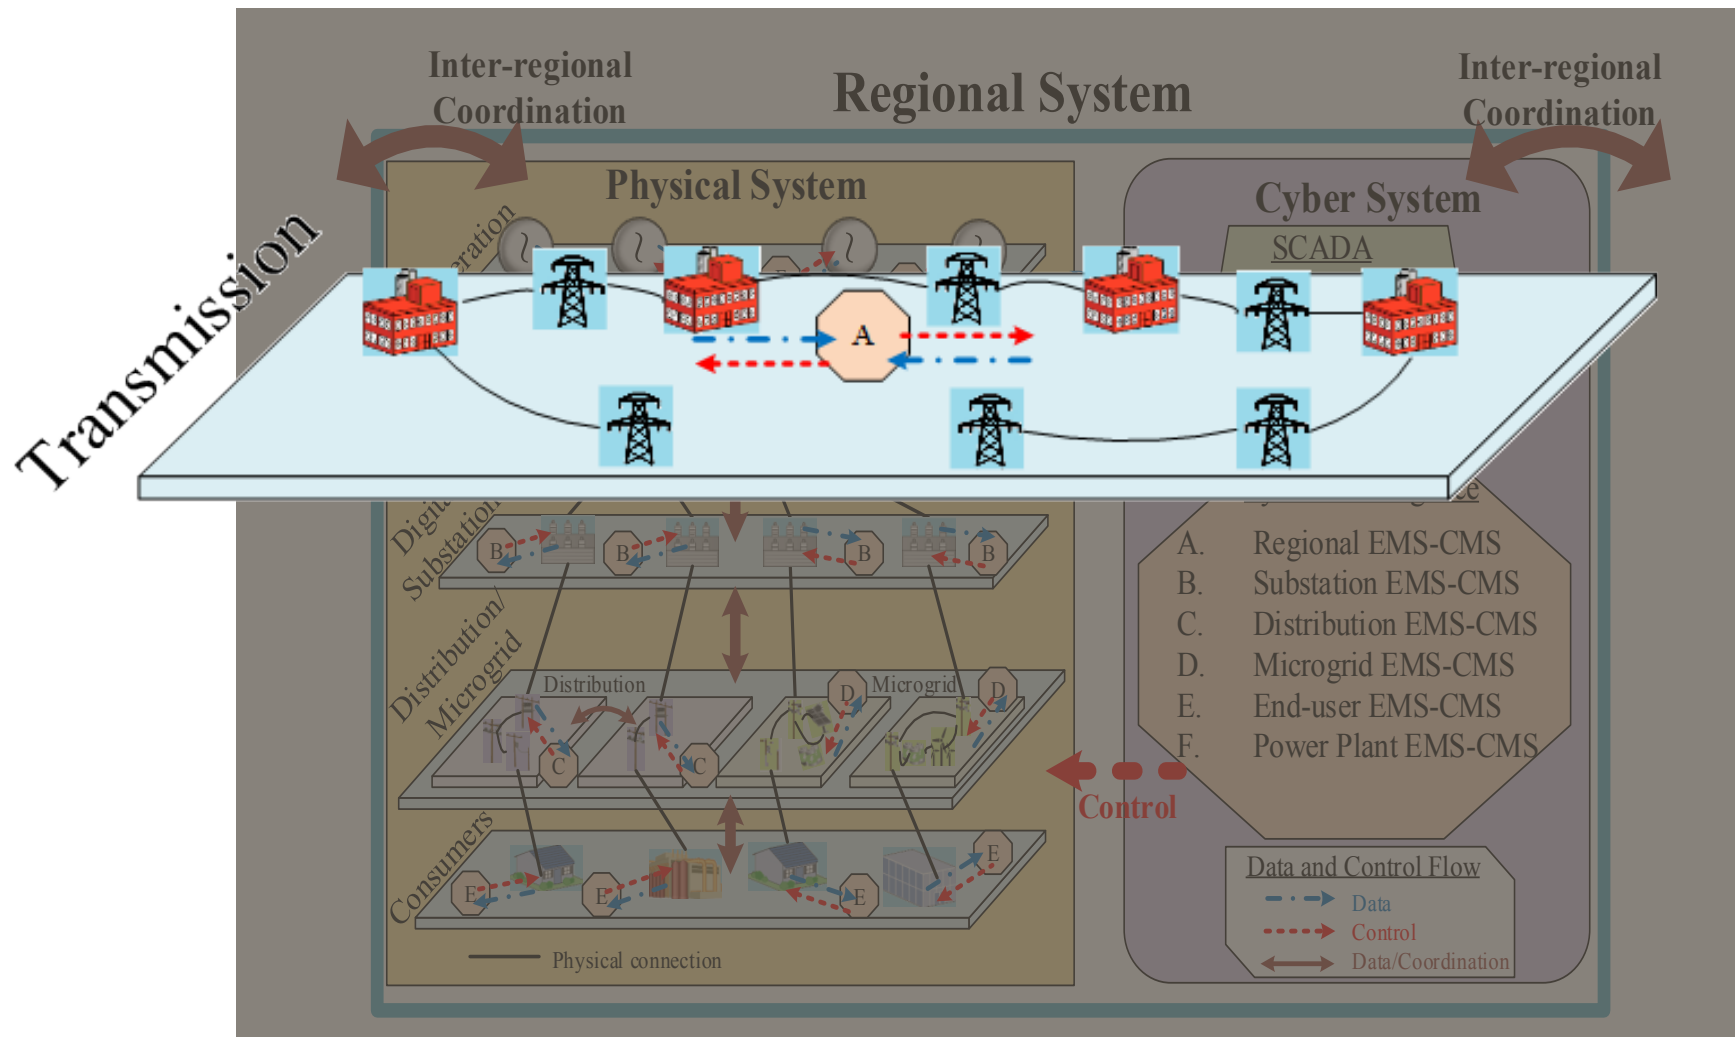 Inter-regional
Coordination
Regional System
Inter-regional
Coordination
Physical System
Cyber System
SCADA
Transmission
A
Substation
B
B
B
B
A. Regional EMS-CMS
B. Substation EMS-CMS
C. Distribution EMS-CMS
D. Microgrid EMS-CMS
E. End-user EMS-CMS
F. Power Plant EMS-CMS
Distribution/
Microgrid
Distribution
D
Microgrid
D
C
C
Control
Consumers
E
E
E
E
Physical connection
Data and Control Flow
Data
Control
Data/Coordination